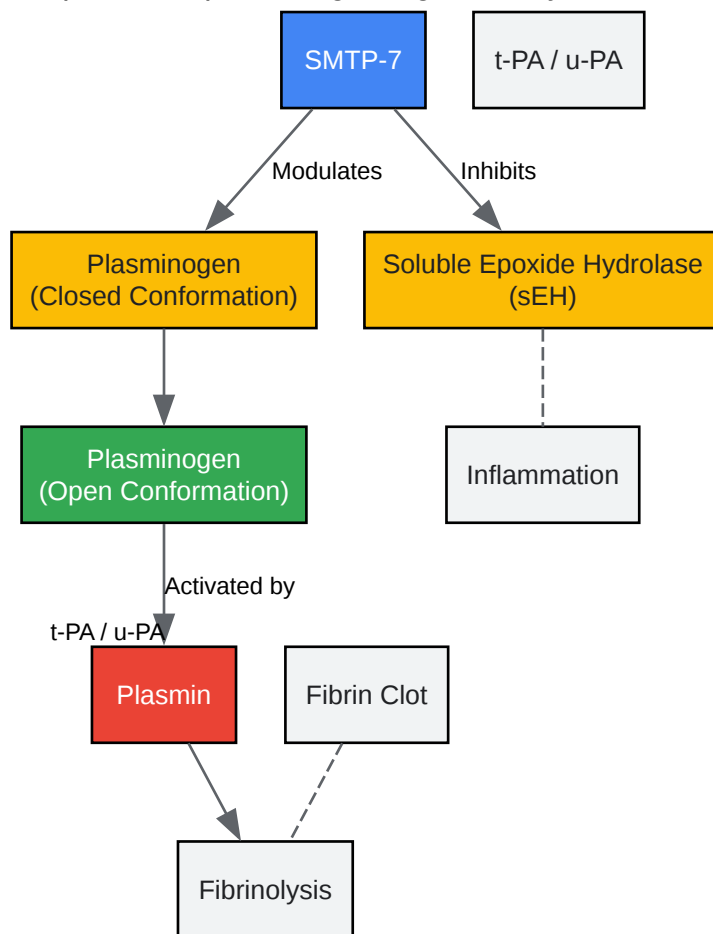 SMTP-7
t-PA / u-PA
Modulates
Inhibits
Plasminogen
(Closed Conformation)
Soluble Epoxide Hydrolase
(sEH)
Plasminogen
(Open Conformation)
Inflammation
Activated by
t-PA / u-PA
Plasmin
Fibrin Clot
Fibrinolysis